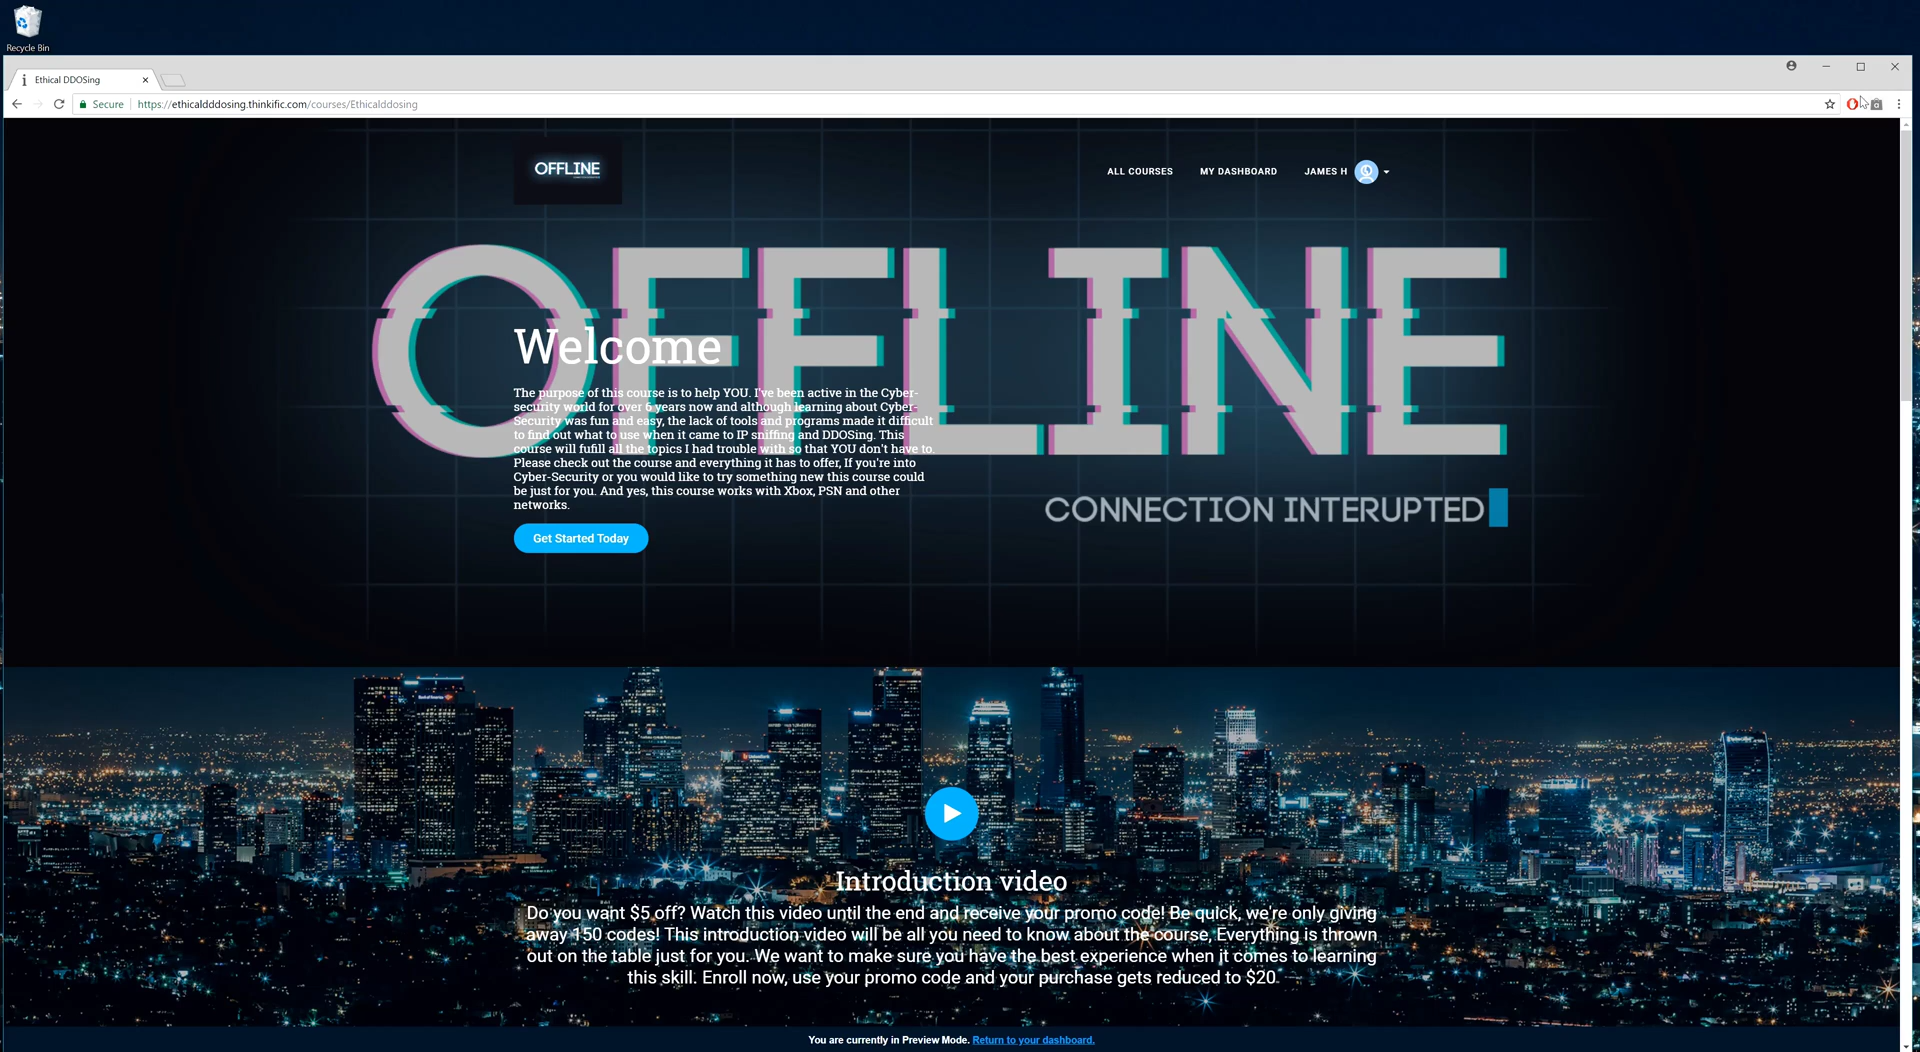 Recycle Bin
Ethical DDOSing
Secure
https://ethicaldddosing.thinkific.com/courses/Ethicalddosing
OFFLINE
ALL COURSES
MY DASHBOARD
JAMES H
OFFLINE
CONNECTION INTERUPTED
Welcome
The purpose of this course is to help YOU. I've been active in the Cyber-
security world for over 6 years now and although learning about Cyber-
Security was fun and easy, the lack of tools and programs made it difficult
to find out what to use when it came to IP sniffing and DDOSing. This
course will fufill all the topics I had trouble with so that YOU don't have to.
Please check out the course and everything it has to offer, If you're into
Cyber-Security or you would like to try something new this course could
be just for you. And yes, this course works with Xbox, PSN and other
networks.
Get Started Today
Introduction video
Do you want $5 off? Watch this video until the end and receive your promo code! Be quick, we're only giving
away 150 codes! This introduction video will be all you need to know about the course, Everything is thrown
out on the table just for you. We want to make sure you have the best experience when it comes to learning
this skill. Enroll now, use your promo code and your purchase gets reduced to $20
You are currently in Preview Mode. Return to your dashboard.